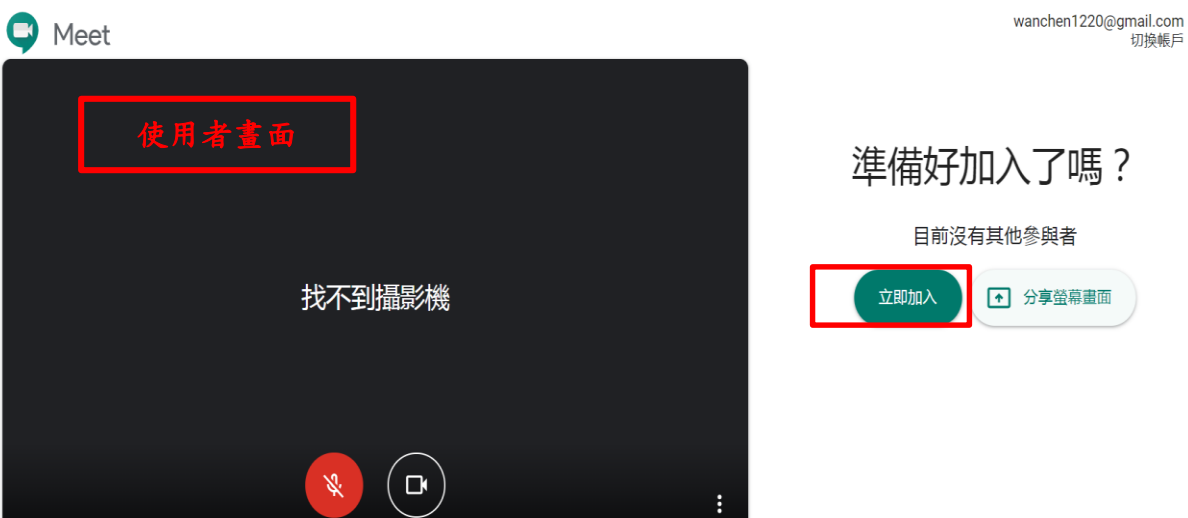 Meet
wanchen1220@gmail.com
切換帳戶
使用者畫面
找不到攝影機
準備好加入了嗎？
目前沒有其他參與者
立即加入
分享螢幕畫面